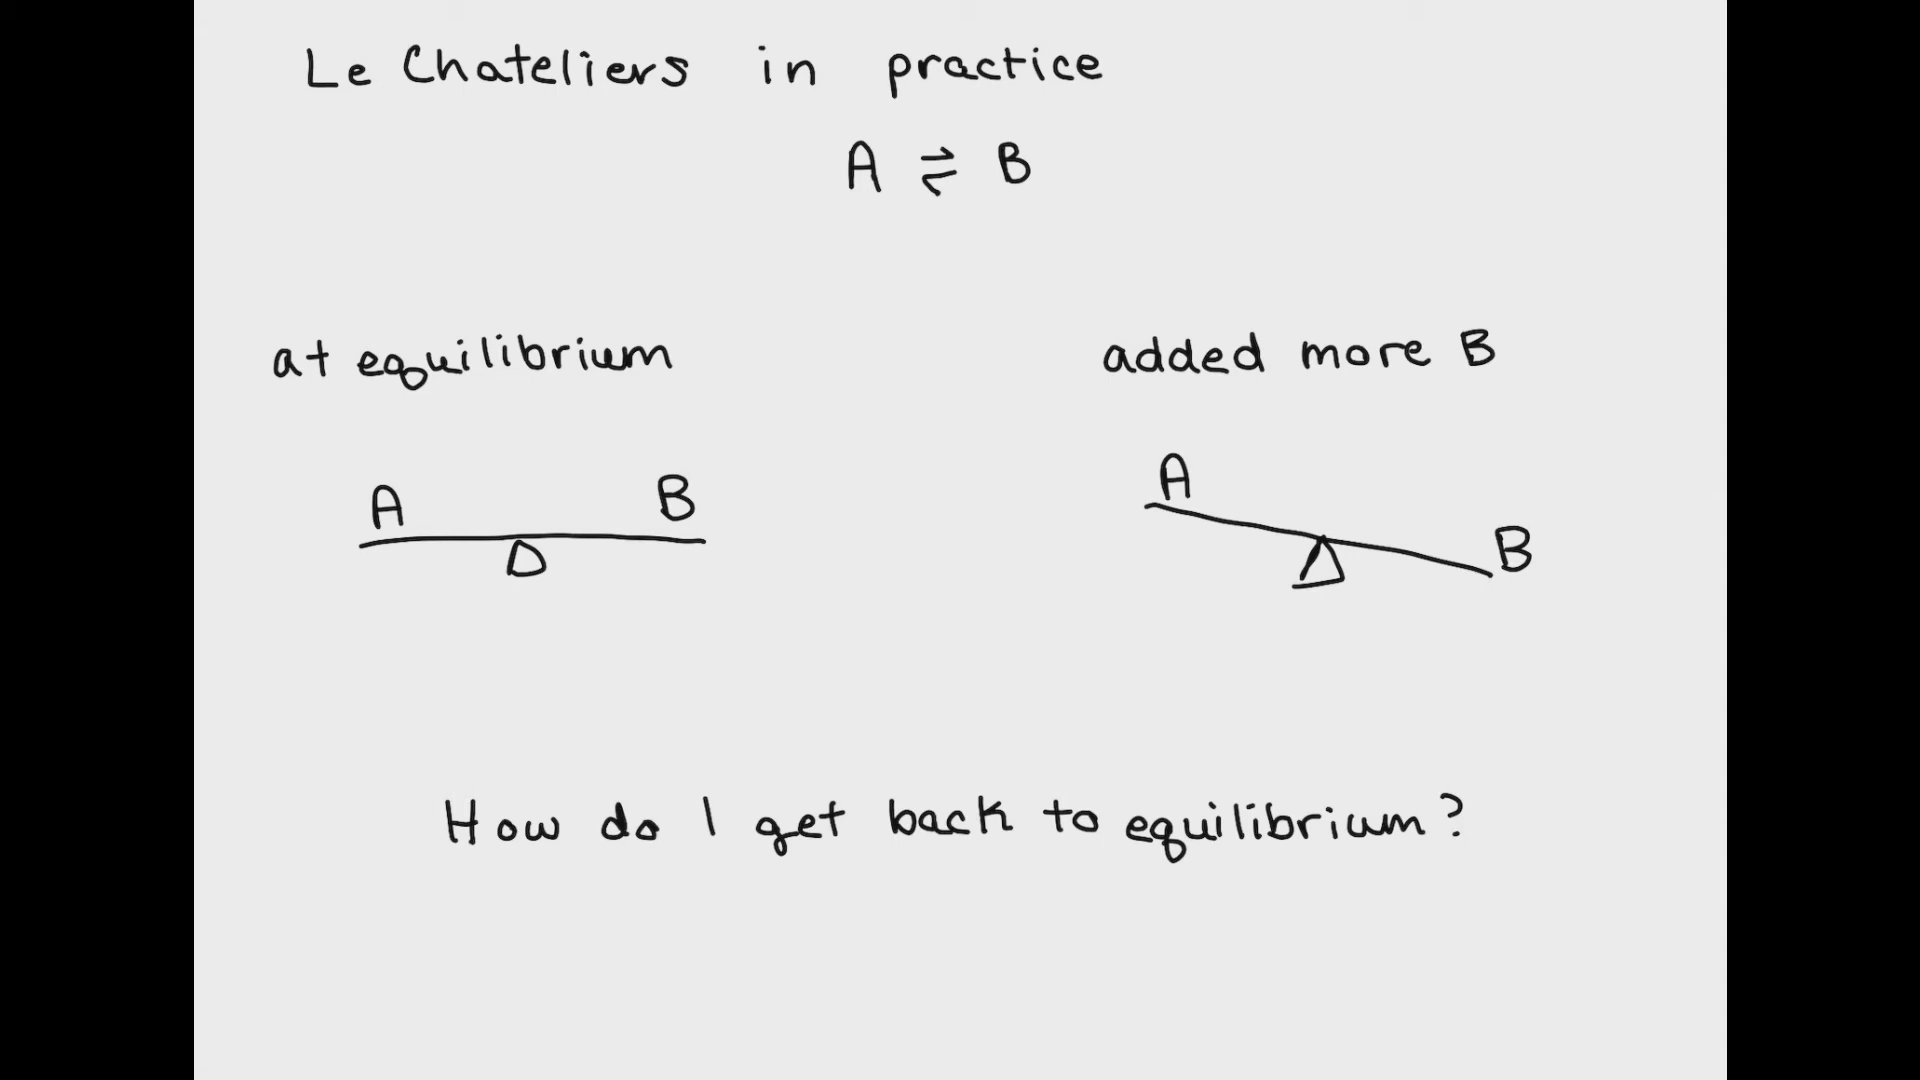 Le Chateliers in practice
A ⇌ B
at equilibrium
added more B
A B
A
B
How do I get back to equilibrium?